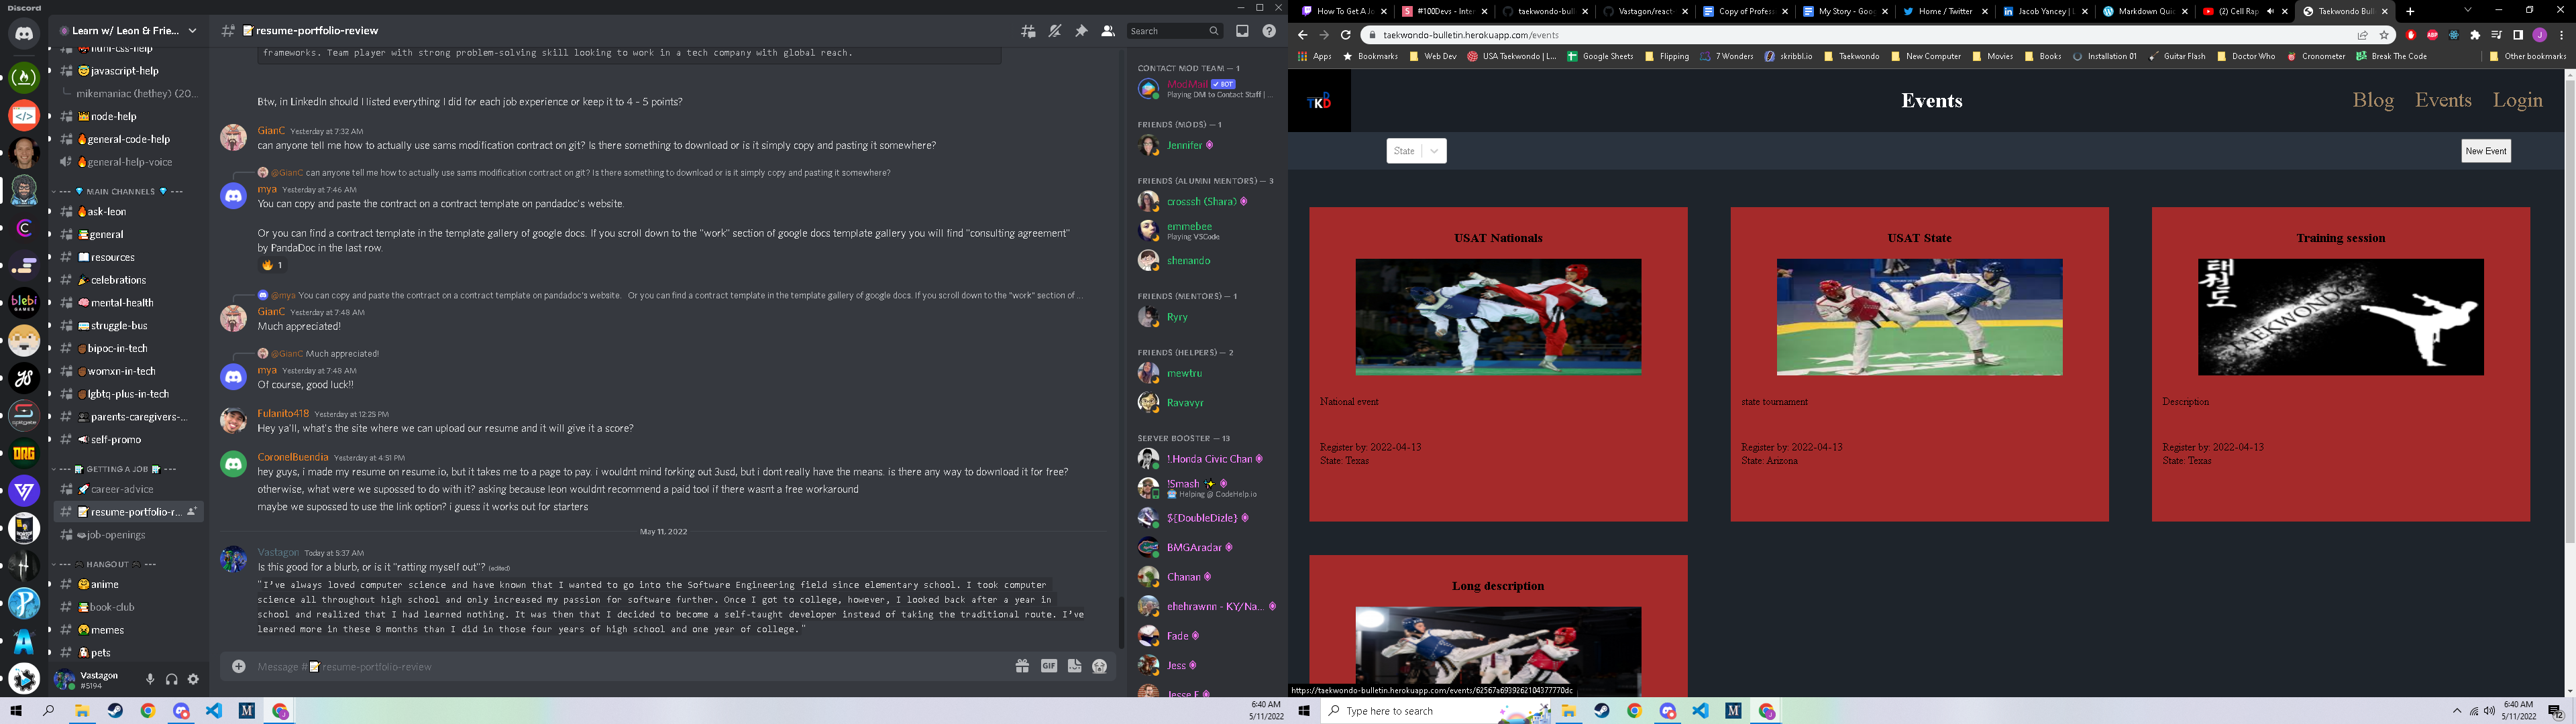 Discord
Learn w/ Leon & Frie...
html-css-help
javascript-help
mikemaniac (hethey) (20...
node-help
general-code-help
general-help-voice
--- MAIN CHANNELS ---
ask-leon
general
resources
celebrations
mental-health
struggle-bus
bipoc-in-tech
womxn-in-tech
lgbtq-plus-in-tech
parents-caregivers-...
self-promo
--- GETTING A JOB ---
career-advice
resume-portfolio-r...
job-openings
--- HANGOUT ---
anime
book-club
memes
pets
Vastagon
#5194
resume-portfolio-review
Search
frameworks. Team player with strong problem-solving skill looking to work in a tech company with global reach.
Btw, in LinkedIn should I listed everything I did for each job experience or keep it to 4 - 5 points?
GianC Yesterday at 7:32 AM
can anyone tell me how to actually use sams modification contract on git? Is there something to download or is it simply copy and pasting it somewhere?
@GianC can anyone tell me how to actually use sams modification contract on git? Is there something to download or is it simply copy and pasting it somewhere?
mya Yesterday at 7:46 AM
You can copy and paste the contract on a contract template on pandadoc's website.
Or you can find a contract template in the template gallery of google docs. If you scroll down to the "work" section of google docs template gallery you will find "consulting agreement"
by PandaDoc in the last row.
1
@mya You can copy and paste the contract on a contract template on pandadoc's website. Or you can find a contract template in the template gallery of google docs. If you scroll down to the "work" section of ...
GianC Yesterday at 7:48 AM
Much appreciated!
@GianC Much appreciated!
mya Yesterday at 7:48 AM
Of course, good luck!!
Fulanito418 Yesterday at 12:25 PM
Hey ya'll, what's the site where we can upload our resume and it will give it a score?
CoronelBuendia Yesterday at 4:51 PM
hey guys, i made my resume on resume.io, but it takes me to a page to pay. i wouldnt mind forking out 3usd, but i dont really have the means. is there any way to download it for free?
otherwise, what were we supossed to do with it? asking because leon wouldnt recommend a paid tool if there wasnt a free workaround
maybe we supossed to use the link option? i guess it works out for starters
May 11, 2022
Vastagon Today at 5:37 AM
Is this good for a blurb, or is it "ratting myself out"? (edited)
"I've always loved computer science and have known that I wanted to go into the Software Engineering field since elementary school. I took computer
science all throughout high school and only increased my passion for software further. Once I got to college, however, I looked back after a year in
school and realized that I had learned nothing. It was then that I decided to become a self-taught developer instead of taking the traditional route. I've
learned more in these 8 months than I did in those four years of high school and one year of college."
Message #resume-portfolio-review
GIF
CONTACT MOD TEAM — 1
ModMail BOT
Playing DM to Contact Staff | ...
FRIENDS (MODS) — 1
Jennifer
FRIENDS (ALUMNI MENTORS) — 3
crosssh (Shara)
emmebee
Playing VSCode
shenando
FRIENDS (MENTORS) — 1
Ryry
FRIENDS (HELPERS) — 2
mewtru
Ravavyr
SERVER BOOSTER — 13
!.Honda Civic Chan
!Smash
Helping @ CodeHelp.io
${DoubleDizle}
BMGAradar
Chanan
ehehrawnn - KY/Na...
Fade
Jess
Jesse F
6:40 AM
5/11/2022
How To Get A Jo
#100Devs - Inter
taekwondo-bull
Vastagon/react-
Copy of Profess
My Story - Goog
Home / Twitter
Jacob Yancey | L
Markdown Quic
(2) Cell Rap
Taekwondo Bull
taekwondo-bulletin.herokuapp.com/events
Apps
Bookmarks
Web Dev
USA Taekwondo | L...
Google Sheets
Flipping
7 Wonders
skribbl.io
Taekwondo
New Computer
Movies
Books
Installation 01
Guitar Flash
Doctor Who
Cronometer
Break The Code
Other bookmarks
TKD
Events
Blog Events Login
State
New Event
USAT Nationals
National event
Register by: 2022-04-13
State: Texas
USAT State
state tournament
Register by: 2022-04-13
State: Arizona
Training session
태권도
TAEKWONDO
Description
Register by: 2022-04-13
State: Texas
Long description
https://taekwondo-bulletin.herokuapp.com/events/62567a6939262104377770dc
Type here to search
6:40 AM
5/11/2022